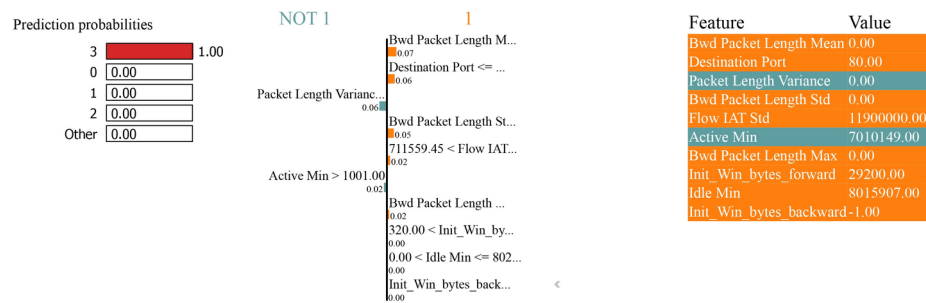 Prediction probabilities
3 1.00
0 0.00
1 0.00
2 0.00
Other 0.00
NOT 1 1
Bwd Packet Length M...
0.07
Destination Port <= ...
0.06
Packet Length Varianc...
0.06
Bwd Packet Length St...
0.05
711559.45 < Flow IAT...
0.02
Active Min > 1001.00
0.02
Bwd Packet Length ...
0.02
320.00 < Init_Win_by...
0.00
0.00 < Idle Min <= 802...
0.00
Init_Win_bytes_back...
0.00
<
Feature Value
Bwd Packet Length Mean 0.00
Destination Port 80.00
Packet Length Variance 0.00
Bwd Packet Length Std 0.00
Flow IAT Std 11900000.00
Active Min 7010149.00
Bwd Packet Length Max 0.00
Init_Win_bytes_forward 29200.00
Idle Min 8015907.00
Init_Win_bytes_backward -1.00